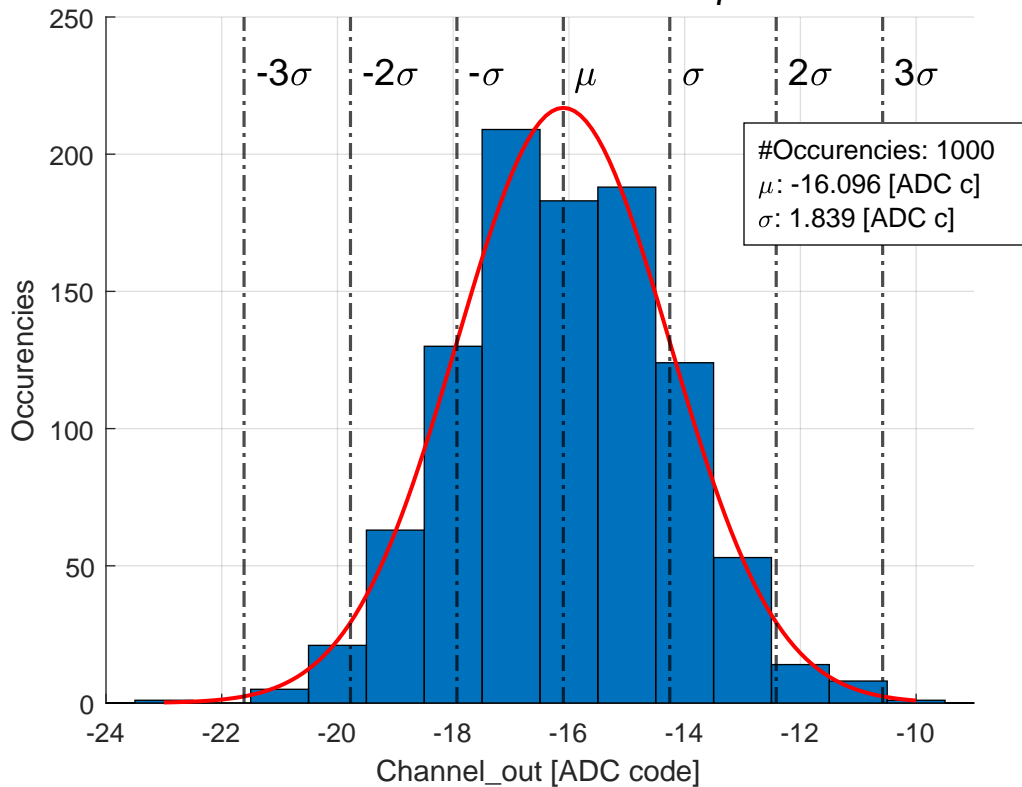 250
200
150
100
50
0
-3σ
-2σ
-σ
μ
σ
2σ
3σ
#Occurencies: 1000
μ: -16.096 [ADC c]
σ: 1.839 [ADC c]
Occurencies
-24
-22
-20
-18
-16
-14
-12
-10
Channel_out [ADC code]